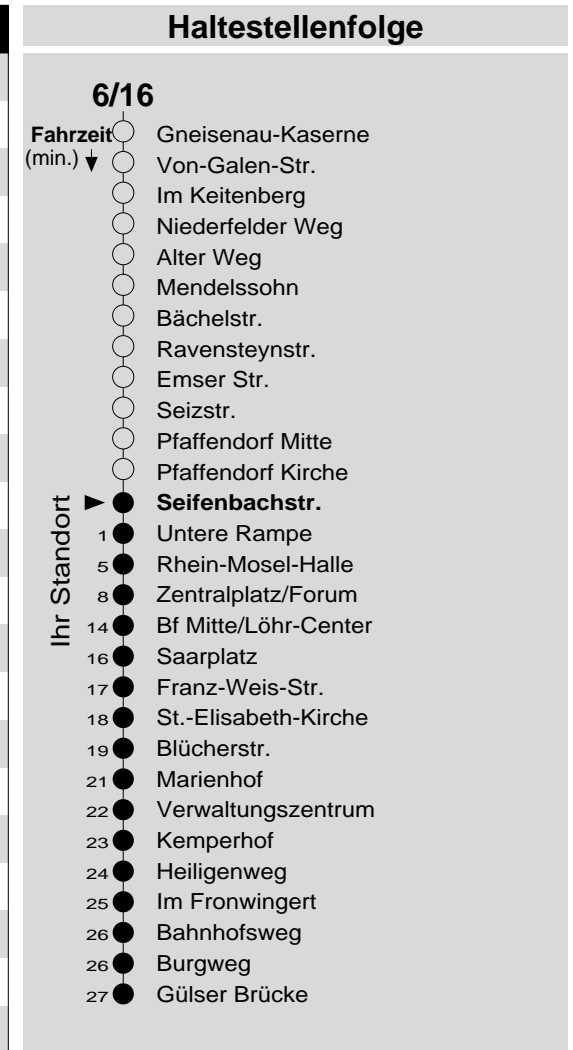 Haltestellenfolge
6/16
Fahrzeit
(min.)
Gneisenau-Kaserne
Von-Galen-Str.
Im Keitenberg
Niederfelder Weg
Alter Weg
Mendelssohn
Bächelstr.
Ravensteynstr.
Emser Str.
Seizstr.
Pfaffendorf Mitte
Pfaffendorf Kirche
Ihr Standort
Seifenbachstr.
1 Untere Rampe
5 Rhein-Mosel-Halle
8 Zentralplatz/Forum
14 Bf Mitte/Löhr-Center
16 Saarplatz
17 Franz-Weis-Str.
18 St.-Elisabeth-Kirche
19 Blücherstr.
21 Marienhof
22 Verwaltungszentrum
23 Kemperhof
24 Heiligenweg
25 Im Fronwingert
26 Bahnhofsweg
26 Burgweg
27 Gülser Brücke